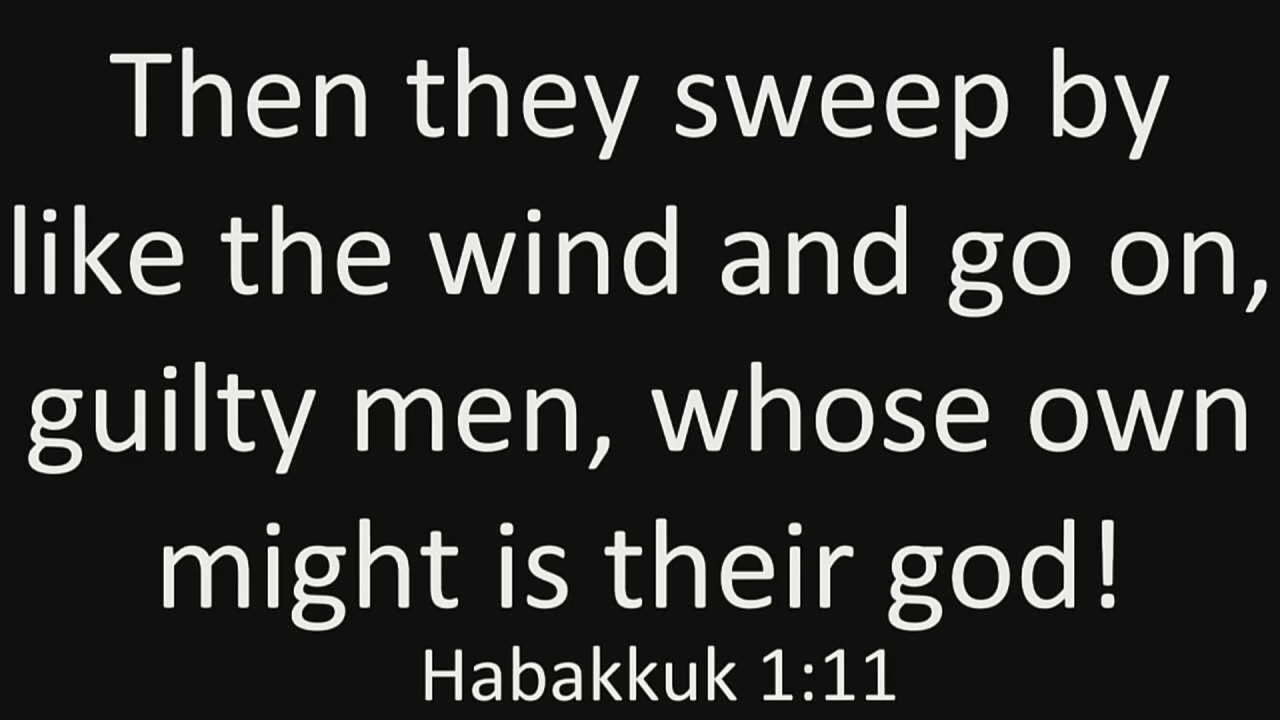 Then they sweep by
like the wind and go on,
guilty men, whose own
might is their god!
Habakkuk 1:11